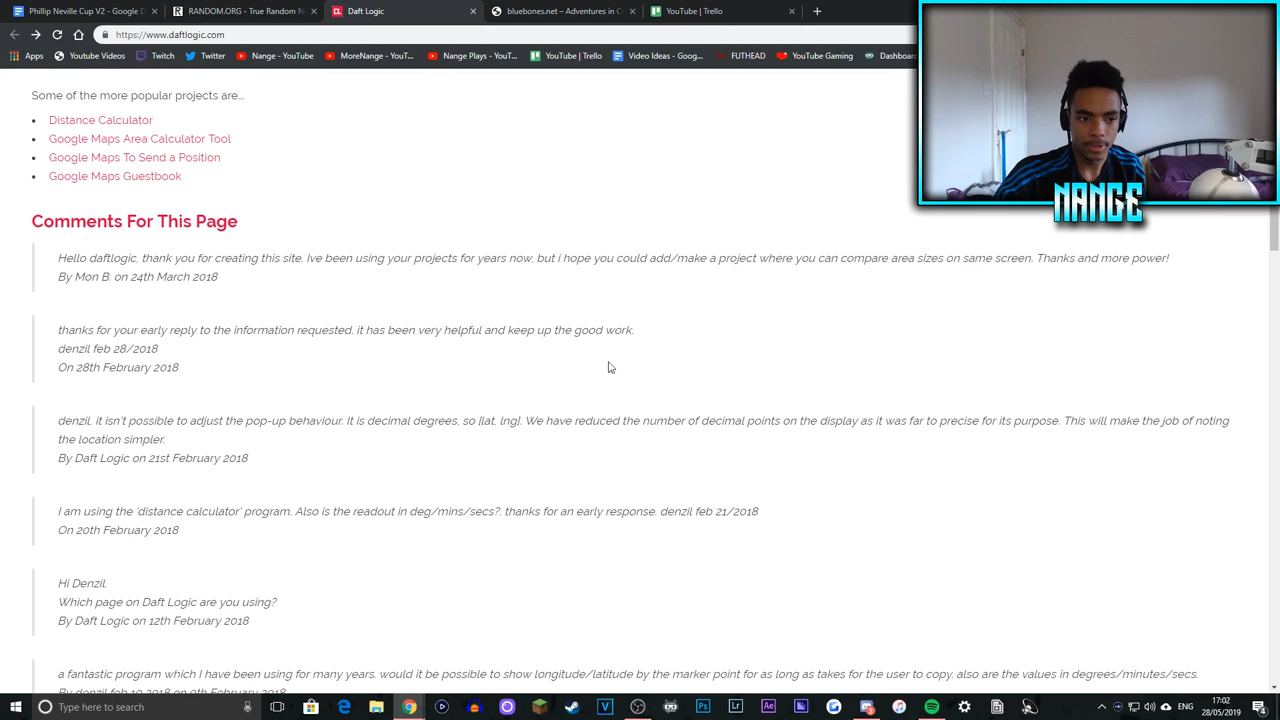 Phillip Neville Cup V2 - Google D
RANDOM.ORG - True Random N
Daft Logic
bluebones.net – Adventures in C
YouTube | Trello
https://www.daftlogic.com
Apps
Youtube Videos
Twitch
Twitter
Nange - YouTube
MoreNange - YouT...
Nange Plays - YouT...
YouTube | Trello
Video Ideas - Goog...
FUTHEAD
YouTube Gaming
Dashboar
NANGE
Some of the more popular projects are...
Distance Calculator
Google Maps Area Calculator Tool
Google Maps To Send a Position
Google Maps Guestbook
Comments For This Page
Hello daftlogic, thank you for creating this site. Ive been using your projects for years now, but i hope you could add/make a project where you can compare area sizes on same screen. Thanks and more power!
By Mon B. on 24th March 2018
thanks for your early reply to the information requested. it has been very helpful and keep up the good work.
denzil feb 28/2018
On 28th February 2018
denzil, it isn't possible to adjust the pop-up behaviour. It is decimal degrees, so [lat, lng]. We have reduced the number of decimal points on the display as it was far to precise for its purpose. This will make the job of noting
the location simpler.
By Daft Logic on 21st February 2018
I am using the 'distance calculator' program. Also is the readout in deg/mins/secs?. thanks for an early response. denzil feb 21/2018
On 20th February 2018
Hi Denzil.
Which page on Daft Logic are you using?
By Daft Logic on 12th February 2018
a fantastic program which I have been using for many years. would it be possible to show longitude/latitude by the marker point for as long as takes for the user to copy. also are the values in degrees/minutes/secs.
By denzil feb 10 2018 on 9th February 2018
Type here to search
ENG
17:02
28/05/2019
4